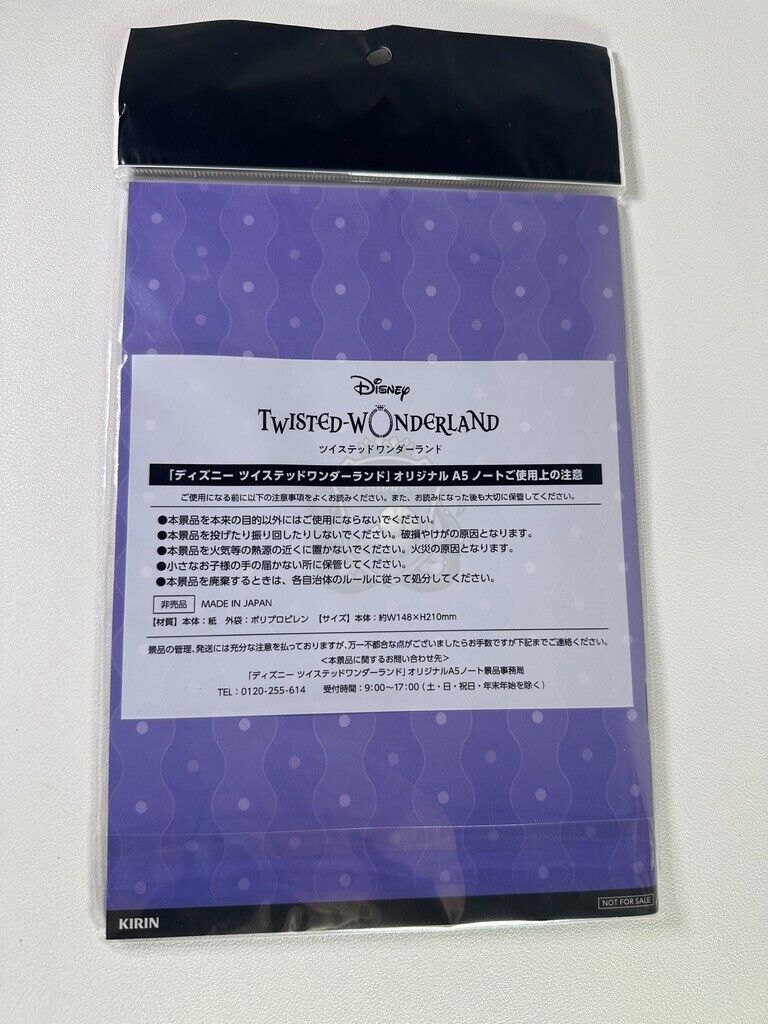 Disney
TWISTED-WONDERLAND
ツイステッドワンダーランド
「ディズニー ツイステッドワンダーランド」オリジナル A5 ノートご使用上の注意
ご使用になる前に以下の注意事項をよくお読みください。また、お読みになった後も大切に保管してください。
●本景品を本来の目的以外にはご使用にならないでください。
●本景品を投げたり振り回したりしないでください。破損やけがの原因となります。
●本景品を火気等の熱源の近くに置かないでください。火災の原因となります。
●小さなお子様の手の届かない所に保管してください。
●本景品を廃棄するときは、各自治体のルールに従って処分してください。
非売品 MADE IN JAPAN
【材質】本体：紙 外袋：ポリプロピレン 【サイズ】本体：約W148×H210mm
景品の管理、発送には充分な注意を払っておりますが、万一不都合な点がございましたらお手数ですが下記までご連絡ください。
＜本景品に関するお問い合わせ先＞
「ディズニー ツイステッドワンダーランド」オリジナルA5ノート景品事務局
TEL：0120-255-614 受付時間：9:00～17:00（土・日・祝日・年末年始を除く）
NOT FOR SALE
KIRIN